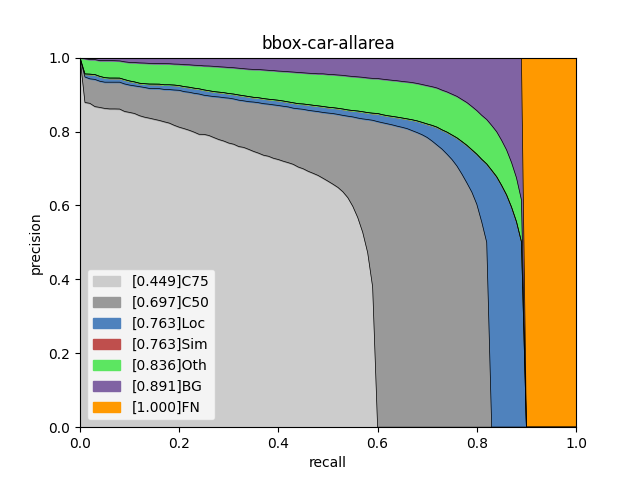 bbox-car-allarea
1.0
0.8
0.6
0.4
0.2
0.0
precision
[0.449]C75
[0.697]C50
[0.763]Loc
[0.763]Sim
[0.836]Oth
[0.891]BG
[1.000]FN
0.0 0.2 0.4 0.6 0.8 1.0
recall